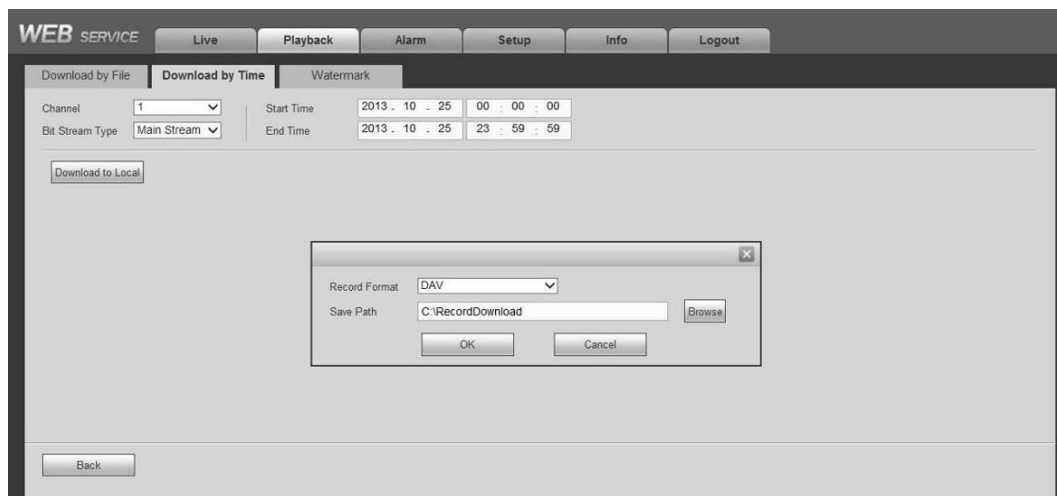 WEB SERVICE Live Playback Alarm Setup Info Logout
Download by File Download by Time Watermark
Channel 1 Start Time 2013 . 10 . 25 00 : 00 : 00
Bit Stream Type Main Stream End Time 2013 . 10 . 25 23 : 59 : 59
Download to Local
Record Format DAV
Save Path C:\RecordDownload Browse
OK Cancel
Back